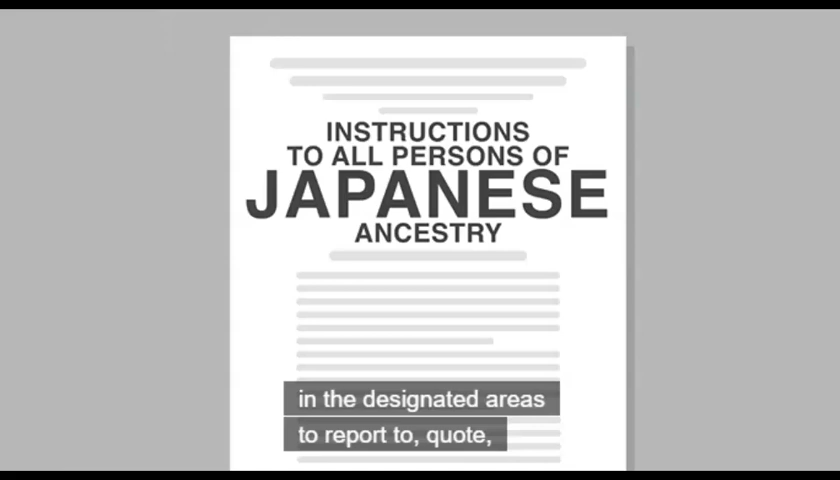 INSTRUCTIONS
TO ALL PERSONS OF
JAPANESE
ANCESTRY
in the designated areas
to report to, quote,